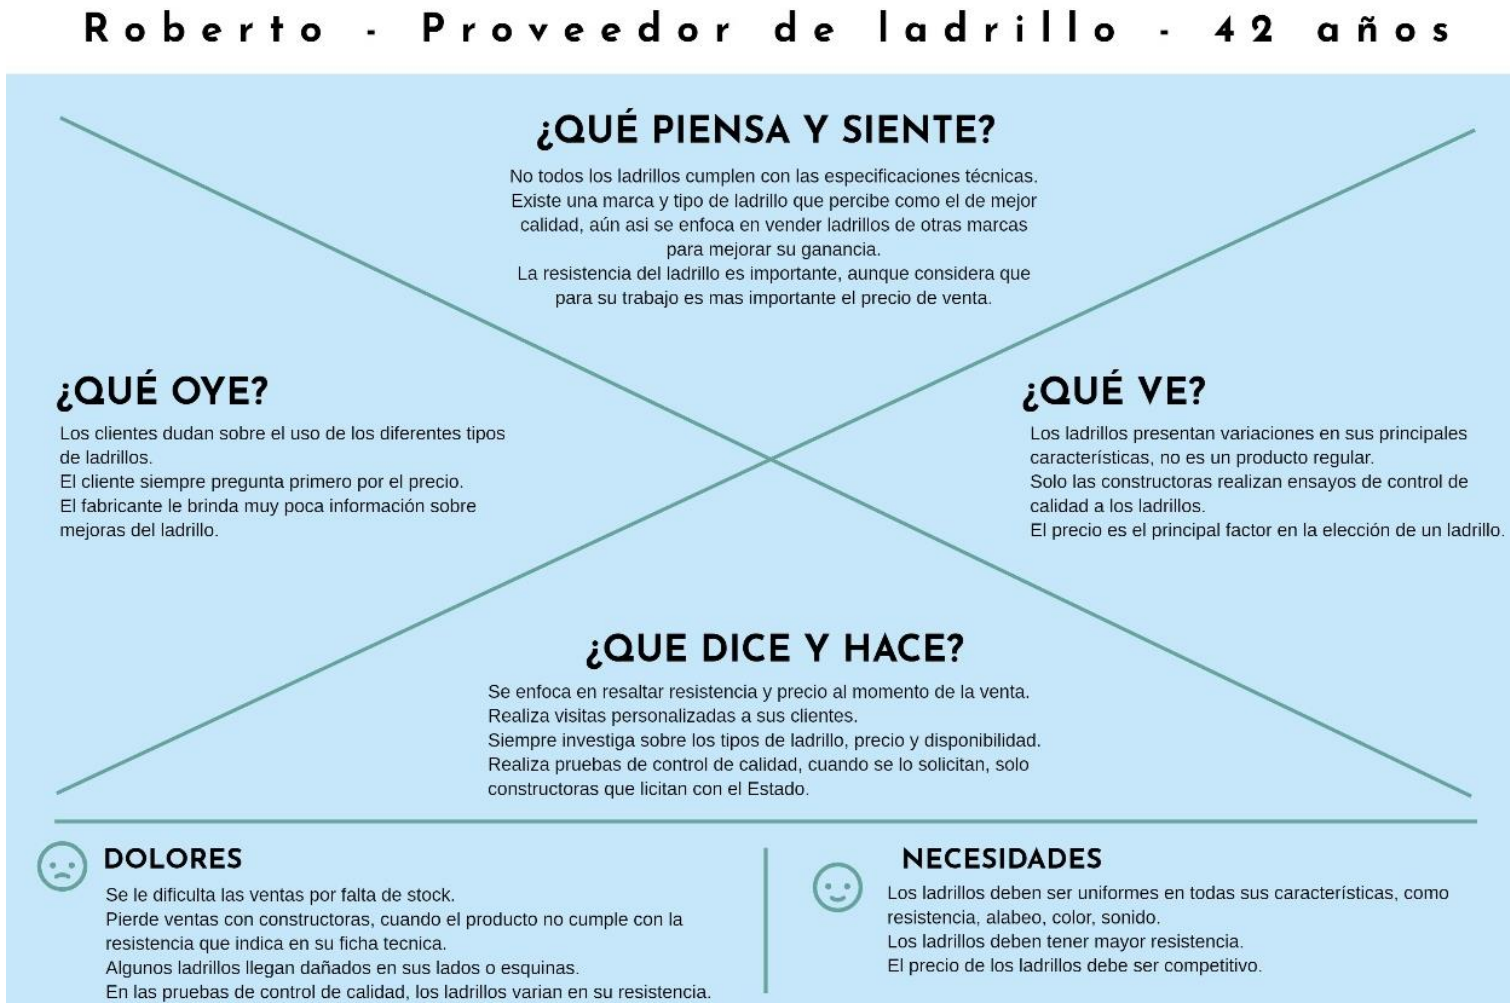 Roberto - Proveedor de ladrillo - 42 años
¿QUÉ PIENSA Y SIENTE?
No todos los ladrillos cumplen con las especificaciones técnicas.
Existe una marca y tipo de ladrillo que percibe como el de mejor
calidad, aún asi se enfoca en vender ladrillos de otras marcas
para mejorar su ganancia.
La resistencia del ladrillo es importante, aunque considera que
para su trabajo es mas importante el precio de venta.
¿QUÉ OYE?
Los clientes dudan sobre el uso de los diferentes tipos
de ladrillos.
El cliente siempre pregunta primero por el precio.
El fabricante le brinda muy poca información sobre
mejoras del ladrillo.
¿QUÉ VE?
Los ladrillos presentan variaciones en sus principales
características, no es un producto regular.
Solo las constructoras realizan ensayos de control de
calidad a los ladrillos.
El precio es el principal factor en la elección de un ladrillo.
¿QUE DICE Y HACE?
Se enfoca en resaltar resistencia y precio al momento de la venta.
Realiza visitas personalizadas a sus clientes.
Siempre investiga sobre los tipos de ladrillo, precio y disponibilidad.
Realiza pruebas de control de calidad, cuando se lo solicitan, solo
constructoras que licitan con el Estado.
DOLORES
Se le dificulta las ventas por falta de stock.
Pierde ventas con constructoras, cuando el producto no cumple con la
resistencia que indica en su ficha tecnica.
Algunos ladrillos llegan dañados en sus lados o esquinas.
En las pruebas de control de calidad, los ladrillos varian en su resistencia.
NECESIDADES
Los ladrillos deben ser uniformes en todas sus características, como
resistencia, alabeo, color, sonido.
Los ladrillos deben tener mayor resistencia.
El precio de los ladrillos debe ser competitivo.